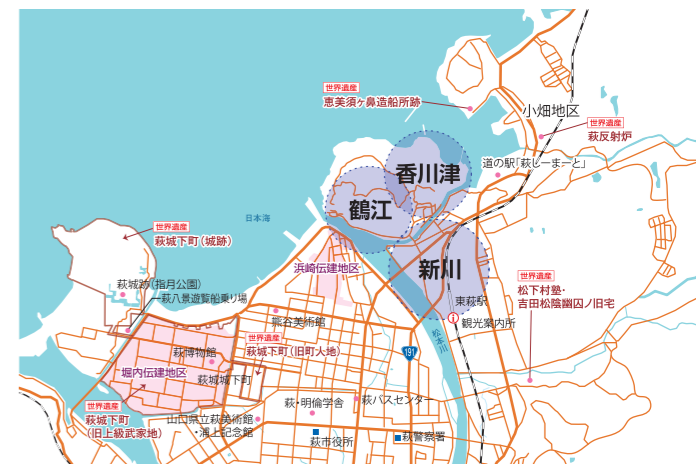 世界遺産
恵美須ヶ鼻造船所跡
小畑地区
世界遺産
萩反射炉
香川津
道の駅「萩しーまーと」
鶴江
日本海
世界遺産
萩城下町(城跡)
浜崎伝建地区
新川
世界遺産
松下村塾・
吉田松陰幽囚ノ旧宅
萩城跡(指月公園)
萩八景遊覧船乗り場
東萩駅
観光案内所
熊谷美術館
松本川
世界遺産
萩城下町(旧町人地)
191
萩博物館
堀内伝建地区
萩城城下町
世界遺産
萩城下町
(旧上級武家地)
山口県立萩美術館
・浦上記念館
萩・明倫学舎
萩バスセンター
萩市役所
萩警察署